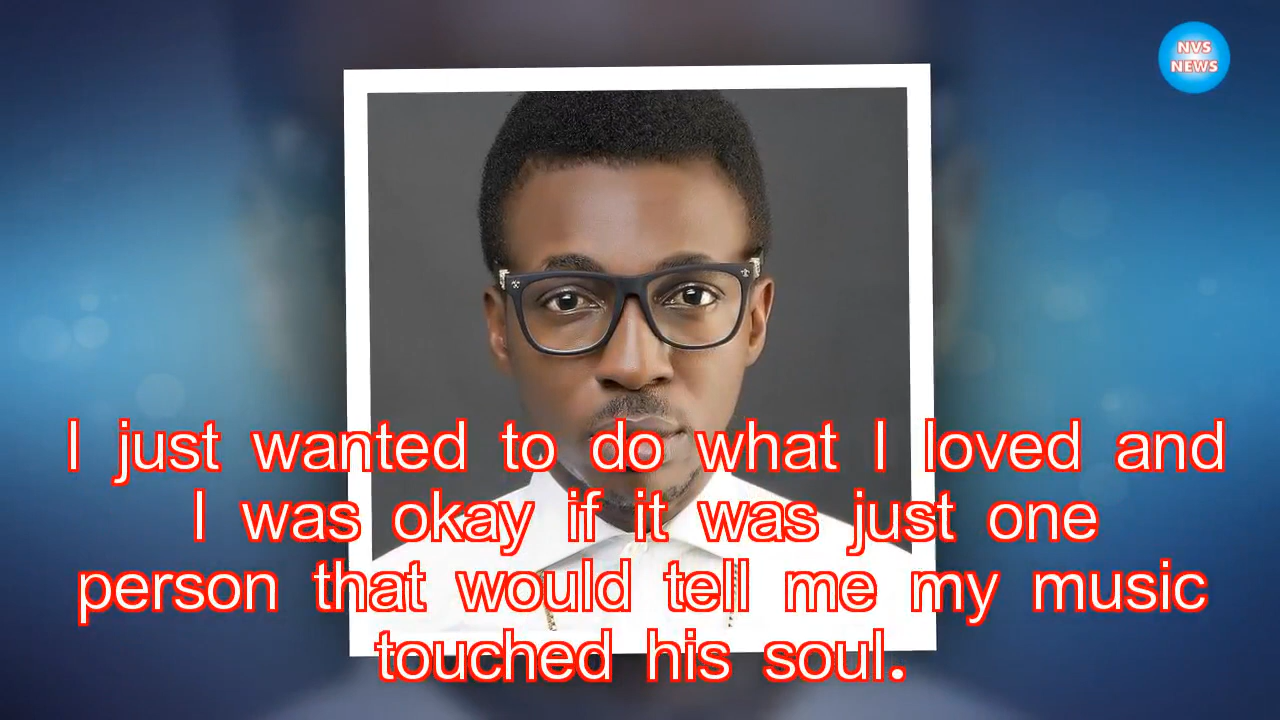 NVS
NEWS
I just wanted to do what I loved and
I was okay if it was just one
person that would tell me my music
touched his soul.